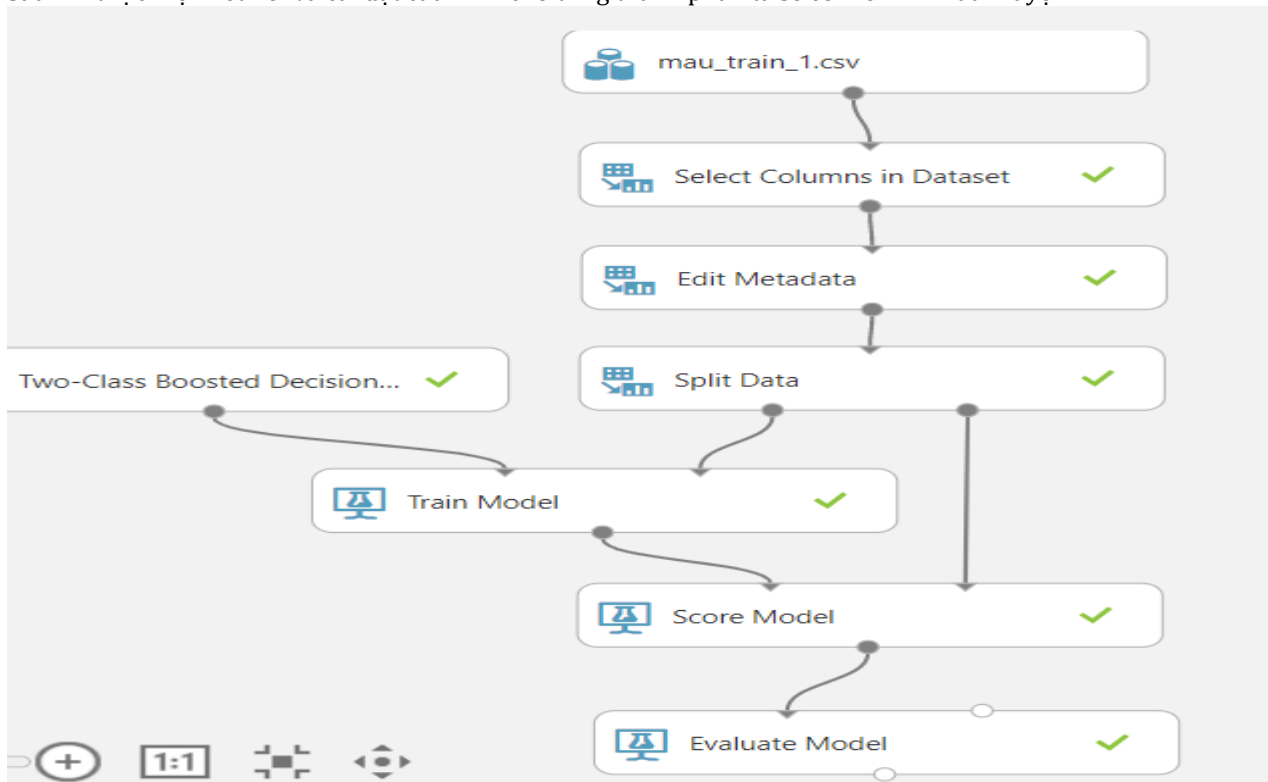 mau_train_1.csv
Select Columns in Dataset
Edit Metadata
Two-Class Boosted Decision...
Split Data
Train Model
Score Model
Evaluate Model
1:1